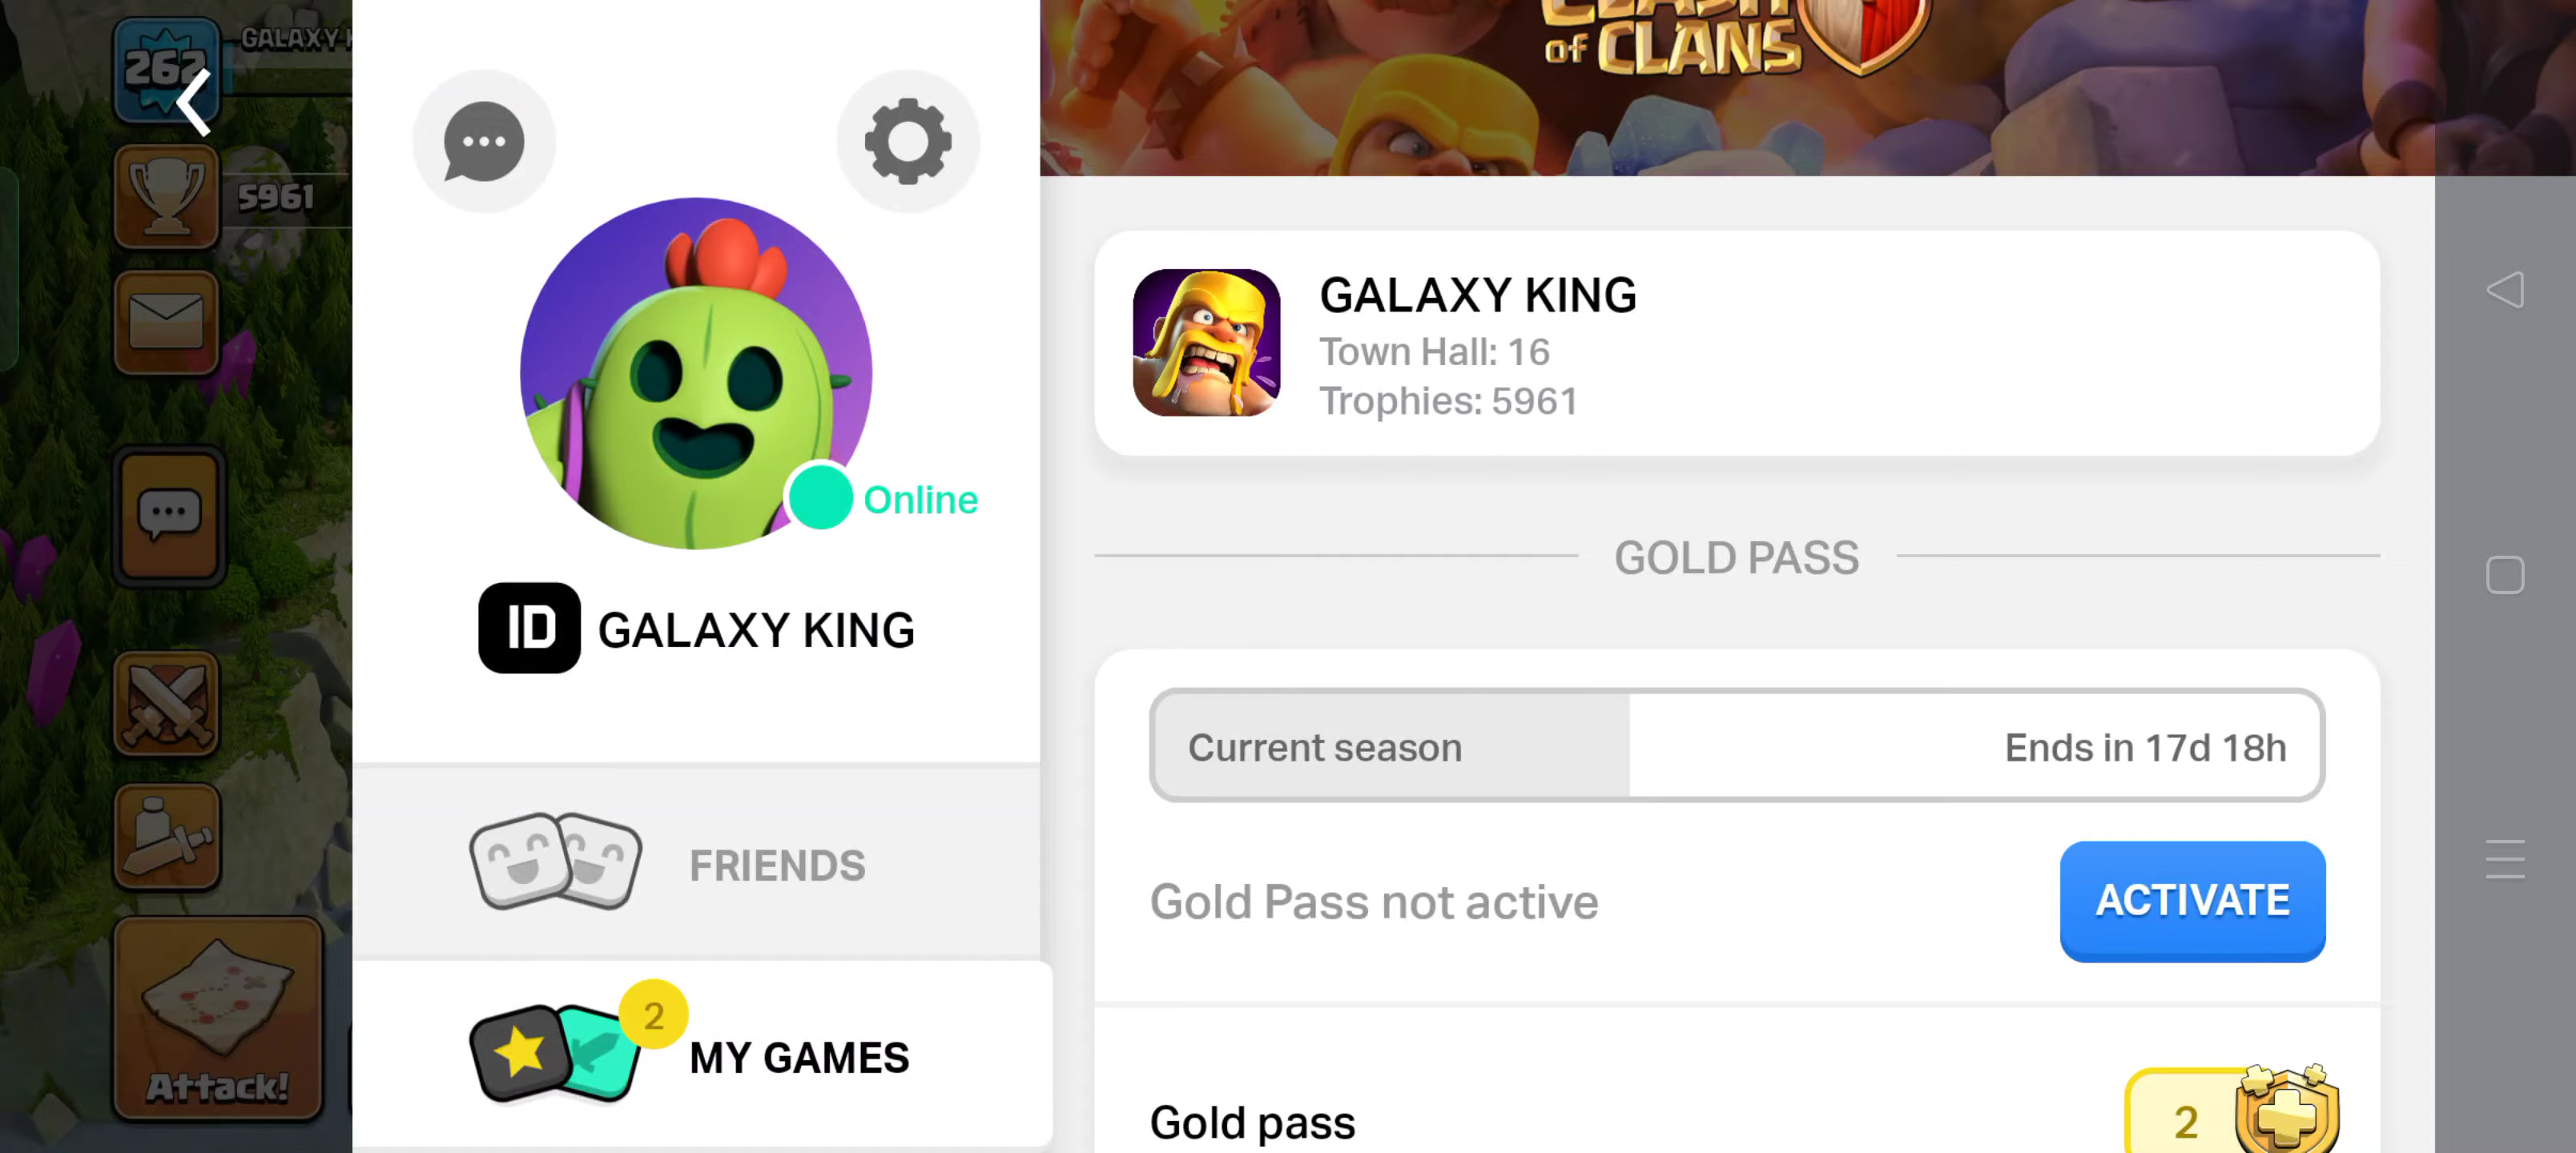 262
GALAXY K
5961
Attack!
ID GALAXY KING
Online
FRIENDS
2
MY GAMES
CLASH
of CLANS
GALAXY KING
Town Hall: 16
Trophies: 5961
GOLD PASS
Current season Ends in 17d 18h
Gold Pass not active
ACTIVATE
Gold pass 2